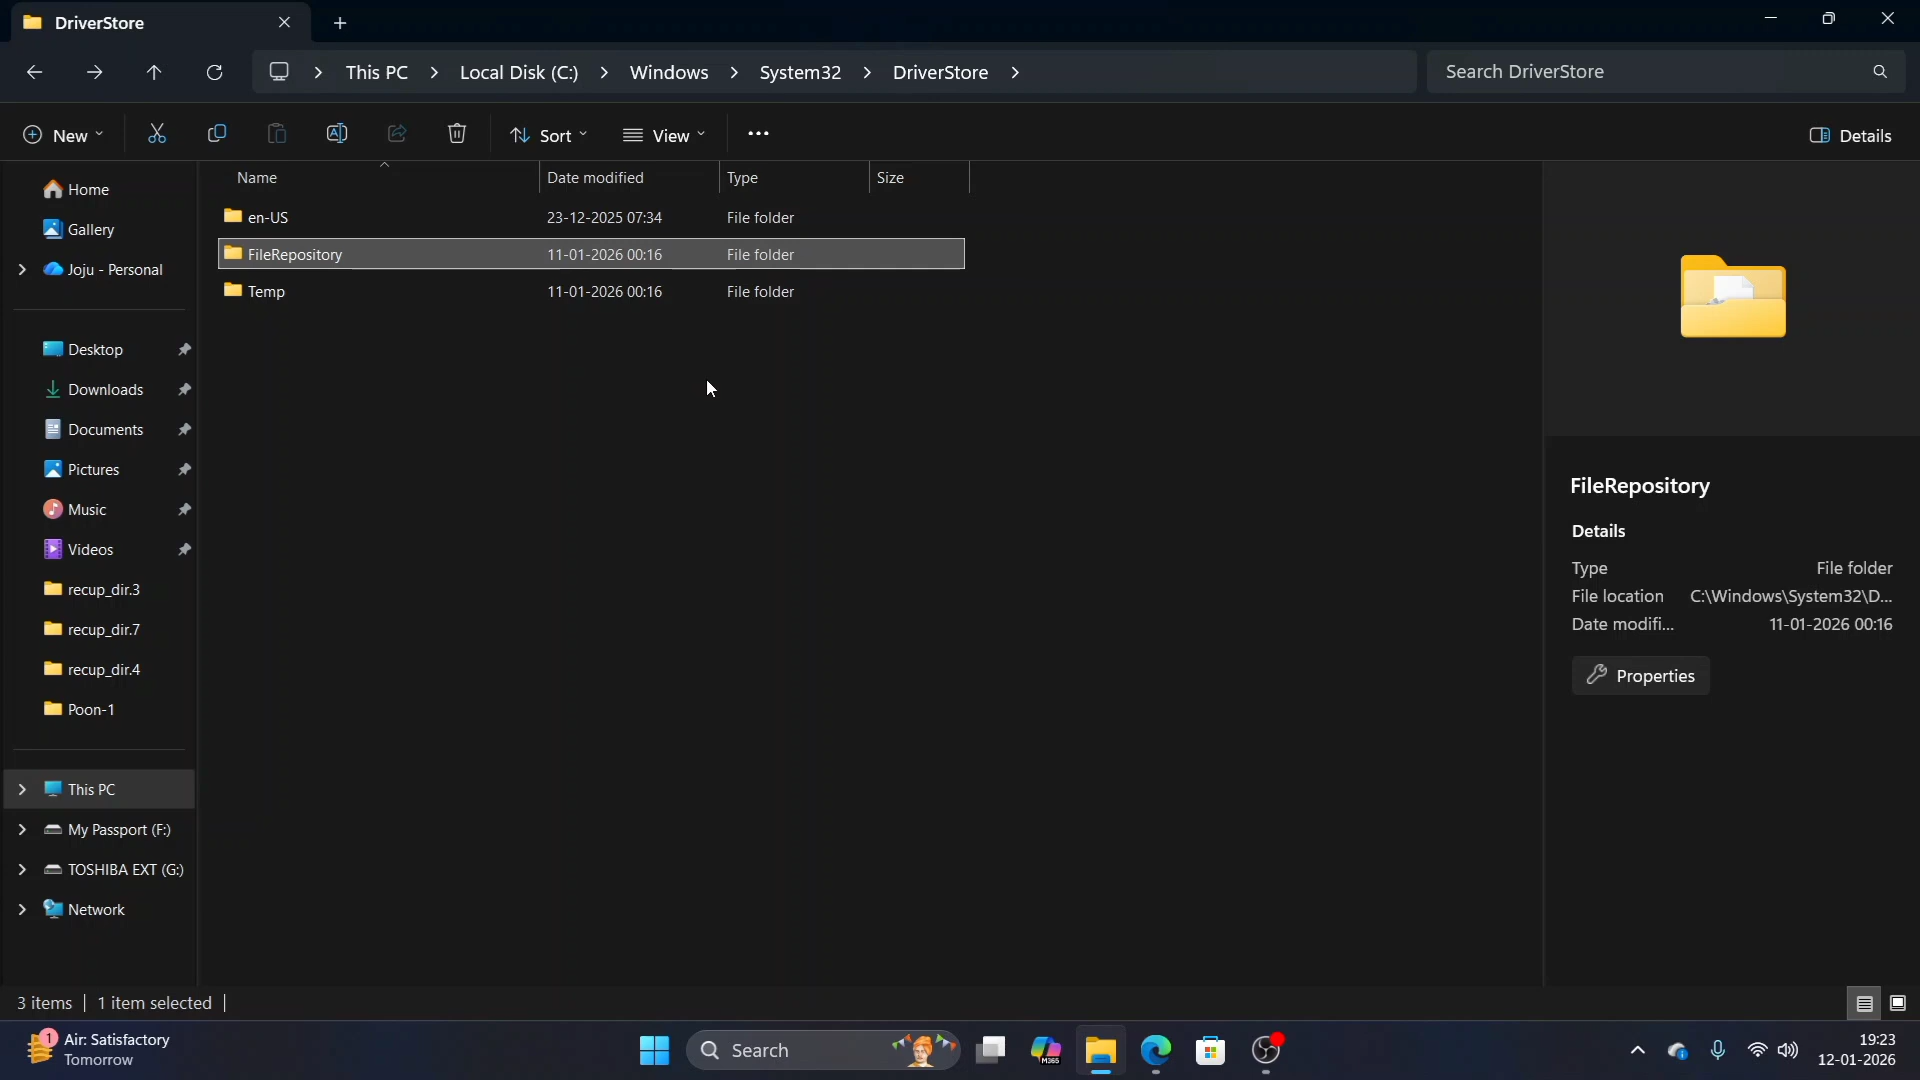 DriverStore
This PC
Local Disk (C:)
Windows
System32
DriverStore
Search DriverStore
New
Sort
View
Details
Name
Date modified
Type
Size
en-US 23-12-2025 07:34 File folder
FileRepository 11-01-2026 00:16 File folder
Temp 11-01-2026 00:16 File folder
Home
Gallery
Joju - Personal
Desktop
Downloads
Documents
Pictures
Music
Videos
recup_dir.3
recup_dir.7
recup_dir.4
Poon-1
This PC
My Passport (F:)
TOSHIBA EXT (G:)
Network
FileRepository
Details
Type File folder
File location C:\Windows\System32\D...
Date modifi... 11-01-2026 00:16
Properties
3 items
1 item selected
1
Air: Satisfactory
Tomorrow
Search
M365
19:23
12-01-2026